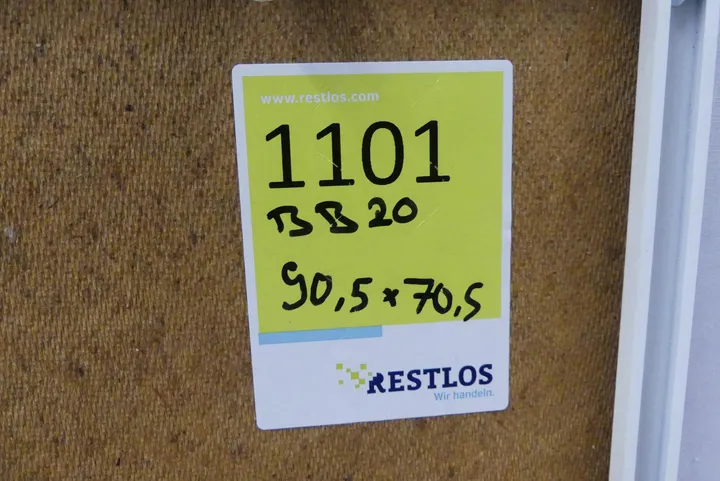 www.restlos.com
1101
BB20
90,5 x 70,5
RESTLOS
Wir handeln.